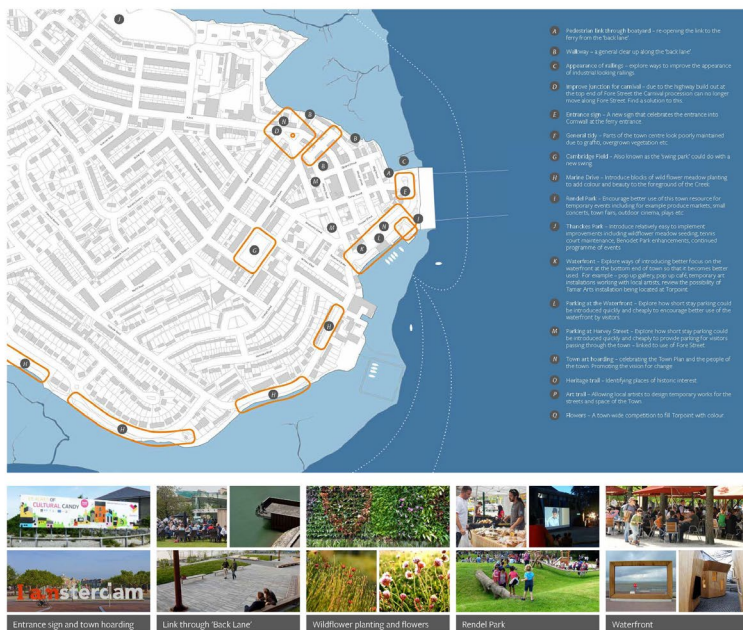 A Pedestrian link through boatyard – re-opening the link to the
ferry from the 'back lane'
B Walkway – a general clear up along the 'back lane'
C Appearance of railings – explore ways to improve the appearance
of industrial looking railings
D Improve junction for carnival – due to the highway build out at
the top end of Fore Street the Carnival procession can no longer
move along Fore Street. Find a solution to this
E Entrance sign – A new sign that celebrates the entrance into
Cornwall at the ferry entrance
F General tidy – Parts of the town centre look poorly maintained
due to graffiti, overgrown vegetation etc
G Cambridge Field – Also known as the 'swing park' could do with a
new swing
H Marine Drive – Introduce blocks of wild flower meadow planting
to add colour and beauty to the foreground of the Creek
I Rendel Park – Encourage better use of this town resource for
temporary events including for example produce markets, small
concerts, town fairs, outdoor cinema, plays etc
J Thanckes Park – Introduce relatively easy to implement
improvements including wildflower meadow seeding, tennis
court maintenance, Benodet Park enhancements, continued
programme of events
K Waterfront – Explore ways of introducing better focus on the
waterfront at the bottom end of town so that it becomes better
used. For example – pop up gallery, pop up café, temporary art
installations working with local artists, review the possibility of
Tamar Arts installation being located at Torpoint
L Parking at the Waterfront – Explore how short stay parking could
be introduced quickly and cheaply to encourage better use of the
waterfront by visitors
M Parking at Harvey Street – Explore how short stay parking could
be introduced quickly and cheaply to provide parking for visitors
passing through the town – linked to use of Fore Street
N Town art hoarding – celebrating the Town Plan and the people of
the town. Promoting the vision for change
O Heritage trail – Identifying places of historic interest
P Art trail – Allowing local artists to design temporary works for the
streets and space of the Town
Flowers – A town-wide competition to fill Torpoint with colour
J
N
D
B
B
B
M
A
C
E
M
N
I
L
K
G
H
H
H
H
CULTURAL CANDY
I amsterdam
Entrance sign and town hoarding
Link through 'Back Lane'
Wildflower planting and flowers
Rendel Park
Waterfront